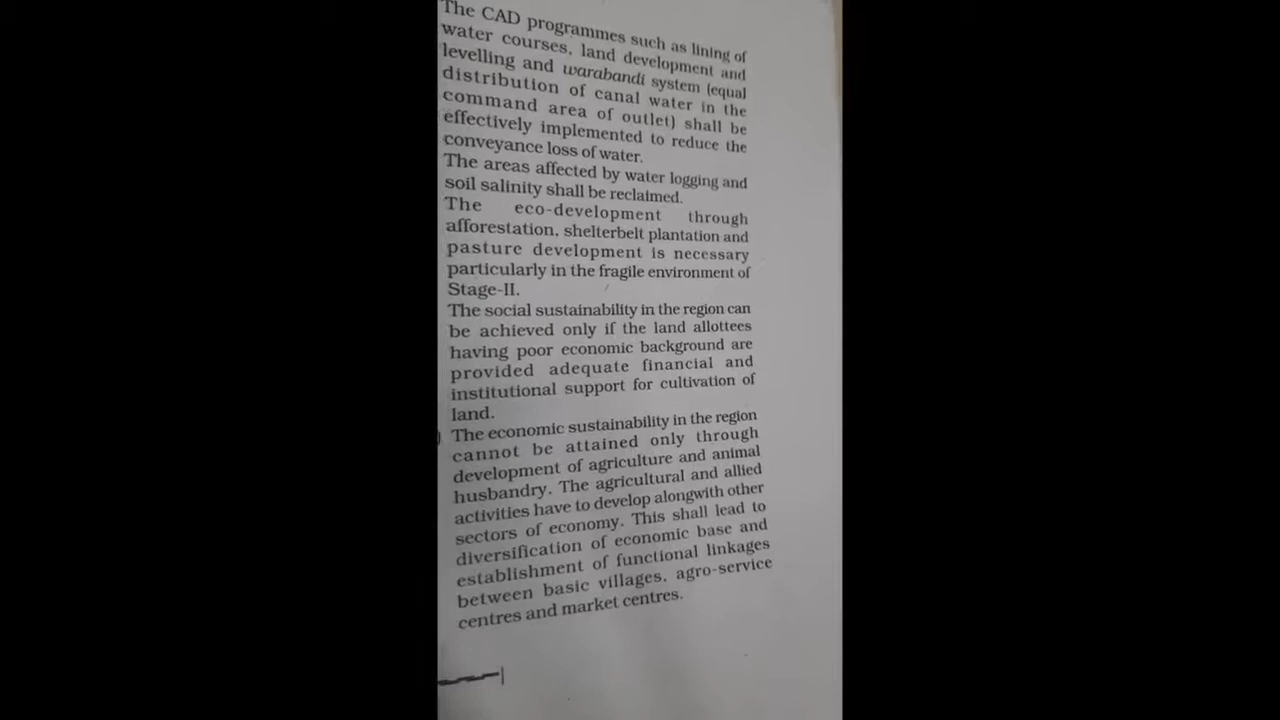 The CAD programmes such as lining of
water courses, land development and
levelling and warabandi system (equal
distribution of canal water in the
command area of outlet) shall be
effectively implemented to reduce the
conveyance loss of water.
The areas affected by water logging and
soil salinity shall be reclaimed.
The eco-development through
afforestation, shelterbelt plantation and
pasture development is necessary
particularly in the fragile environment of
Stage-II.
The social sustainability in the region can
be achieved only if the land allottees
having poor economic background are
provided adequate financial and
institutional support for cultivation of
land.
) The economic sustainability in the region
cannot be attained only through
development of agriculture and animal
husbandry. The agricultural and allied
activities have to develop alongwith other
sectors of economy. This shall lead to
diversification of economic base and
establishment of functional linkages
between basic villages, agro-service
centres and market centres.